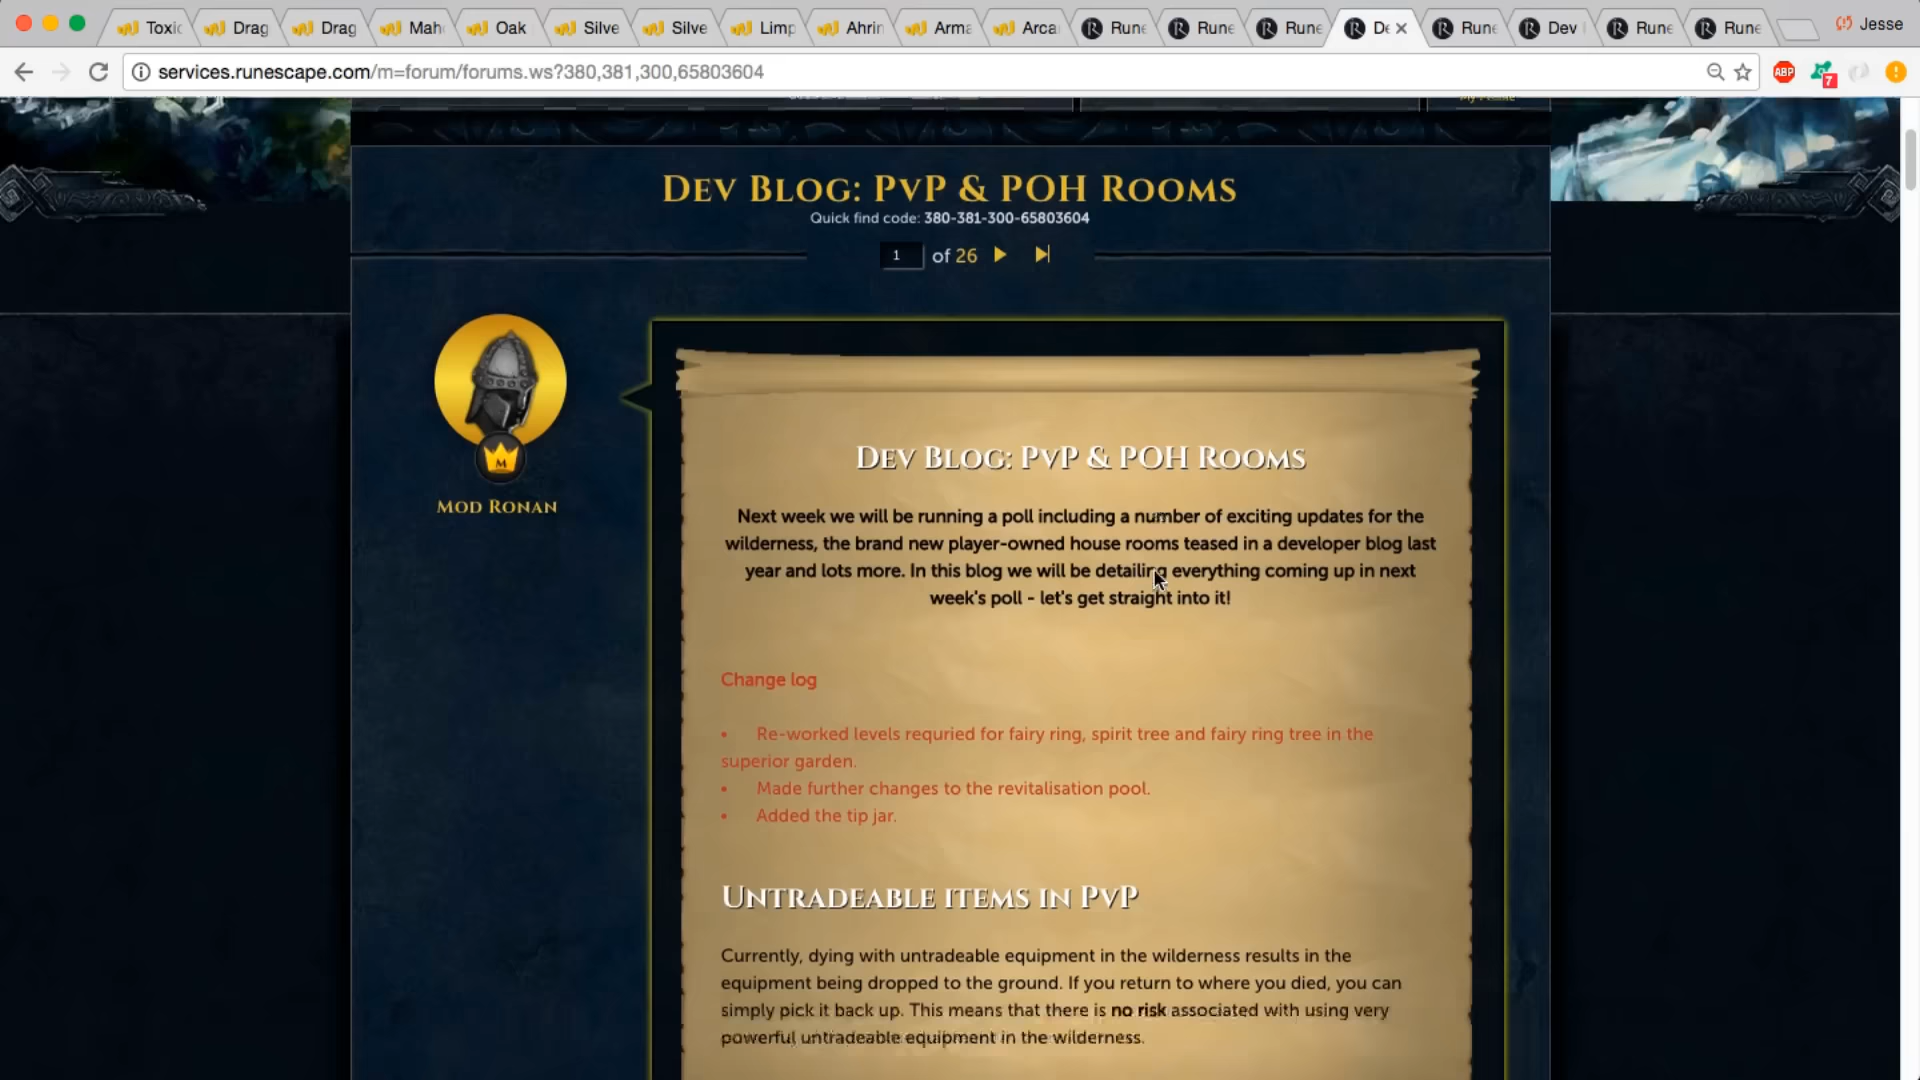 Toxic Drag Drag Mah Oak Silve Silve Limp Ahrin Arma Arca Rune Rune Rune De Rune Dev Rune Rune Jesse
services.runescape.com/m=forum/forums.ws?380,381,300,65803604
ABP 7
Dev Blog: PvP & POH Rooms
Quick find code: 380-381-300-65803604
1 of 26
M
Mod Ronan
Dev Blog: PvP & POH Rooms
Next week we will be running a poll including a number of exciting updates for the
wilderness, the brand new player-owned house rooms teased in a developer blog last
year and lots more. In this blog we will be detailing everything coming up in next
week's poll - let's get straight into it!
Change log
• Re-worked levels requried for fairy ring, spirit tree and fairy ring tree in the
superior garden.
• Made further changes to the revitalisation pool.
• Added the tip jar.
Untradeable items in PvP
Currently, dying with untradeable equipment in the wilderness results in the
equipment being dropped to the ground. If you return to where you died, you can
simply pick it back up. This means that there is no risk associated with using very
powerful untradeable equipment in the wilderness.